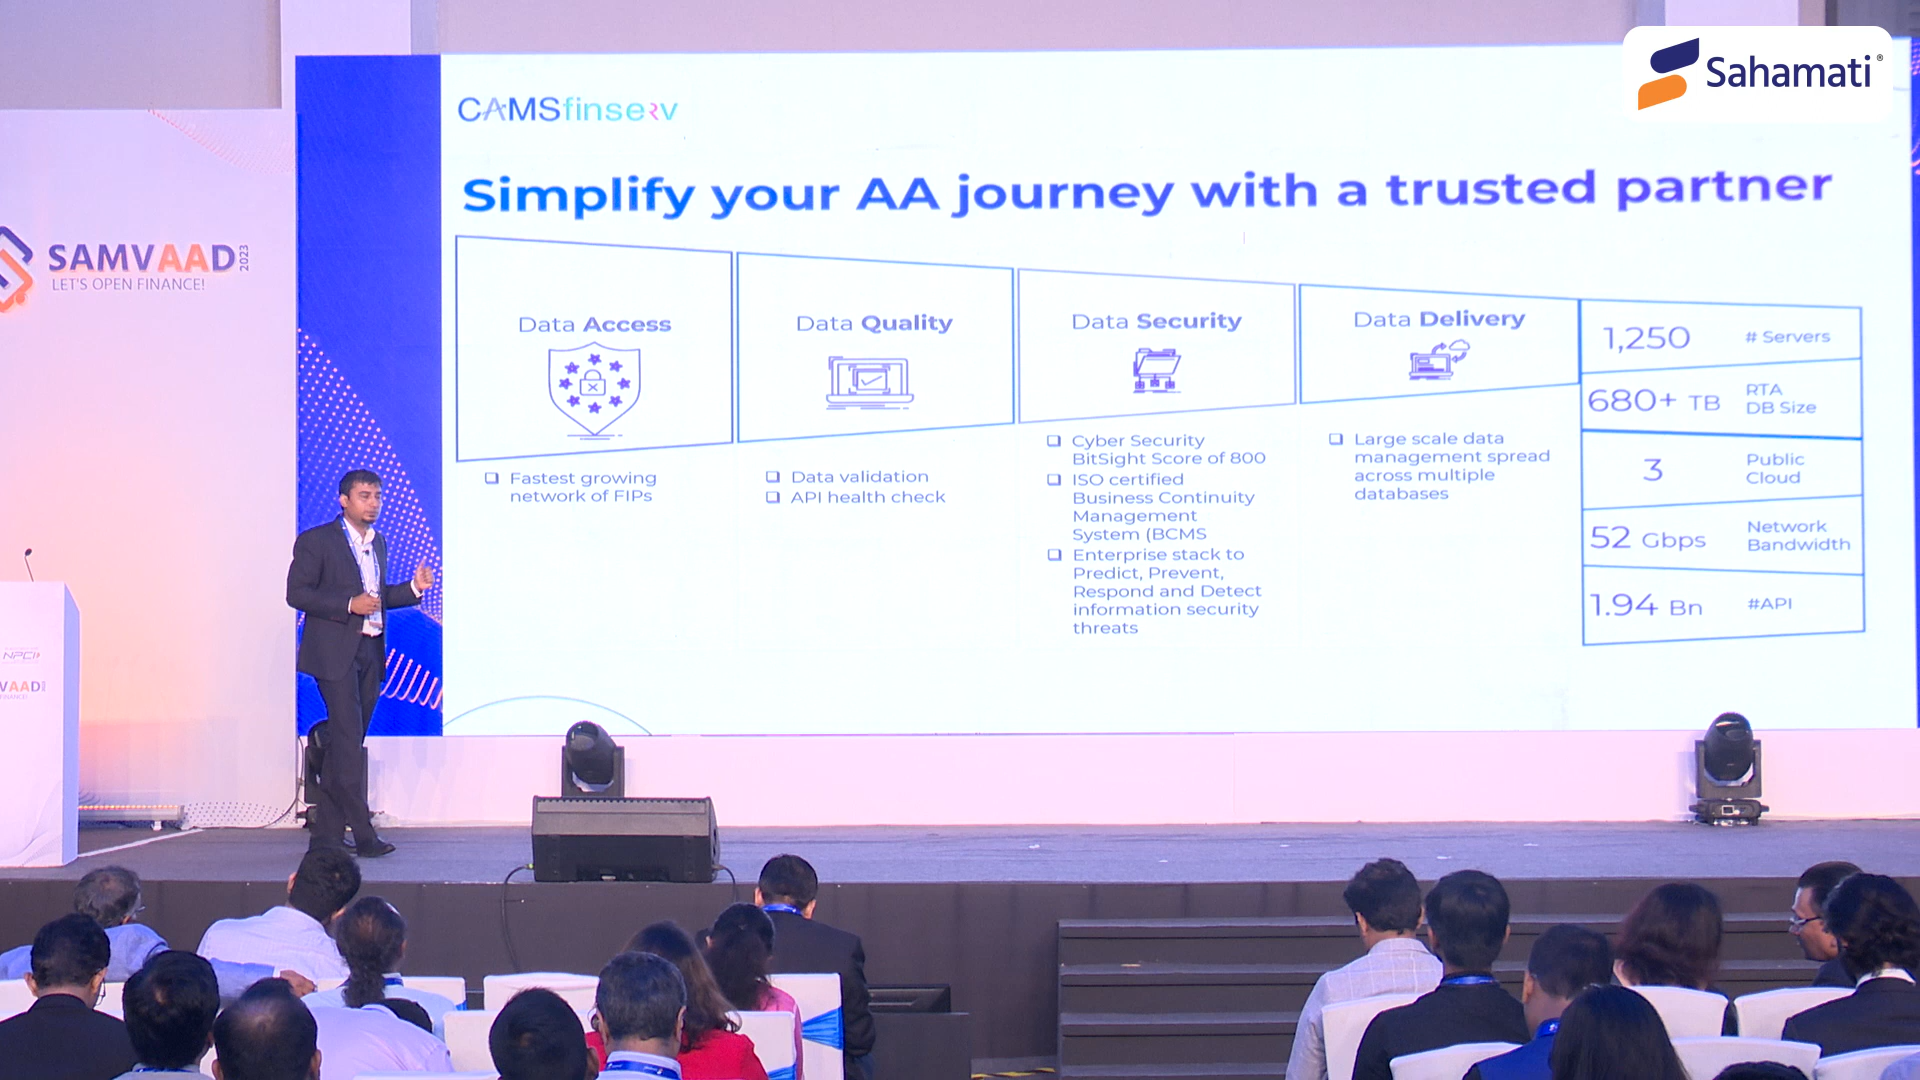 Sahamati®
CAMSfinserv
Simplify your AA journey with a trusted partner
SAMVAAD 2023
LET'S OPEN FINANCE!
Data Access
Fastest growing
network of FIPs
Data Quality
Data validation
API health check
Data Security
Cyber Security
BitSight Score of 800
ISO certified
Business Continuity
Management
System (BCMS
Enterprise stack to
Predict, Prevent,
Respond and Detect
information security
threats
Data Delivery
Large scale data
management spread
across multiple
databases
1,250 # Servers
680+ TB RTA
DB Size
3 Public
Cloud
52 Gbps Network
Bandwidth
1.94 Bn #API
NPCI
VAAD